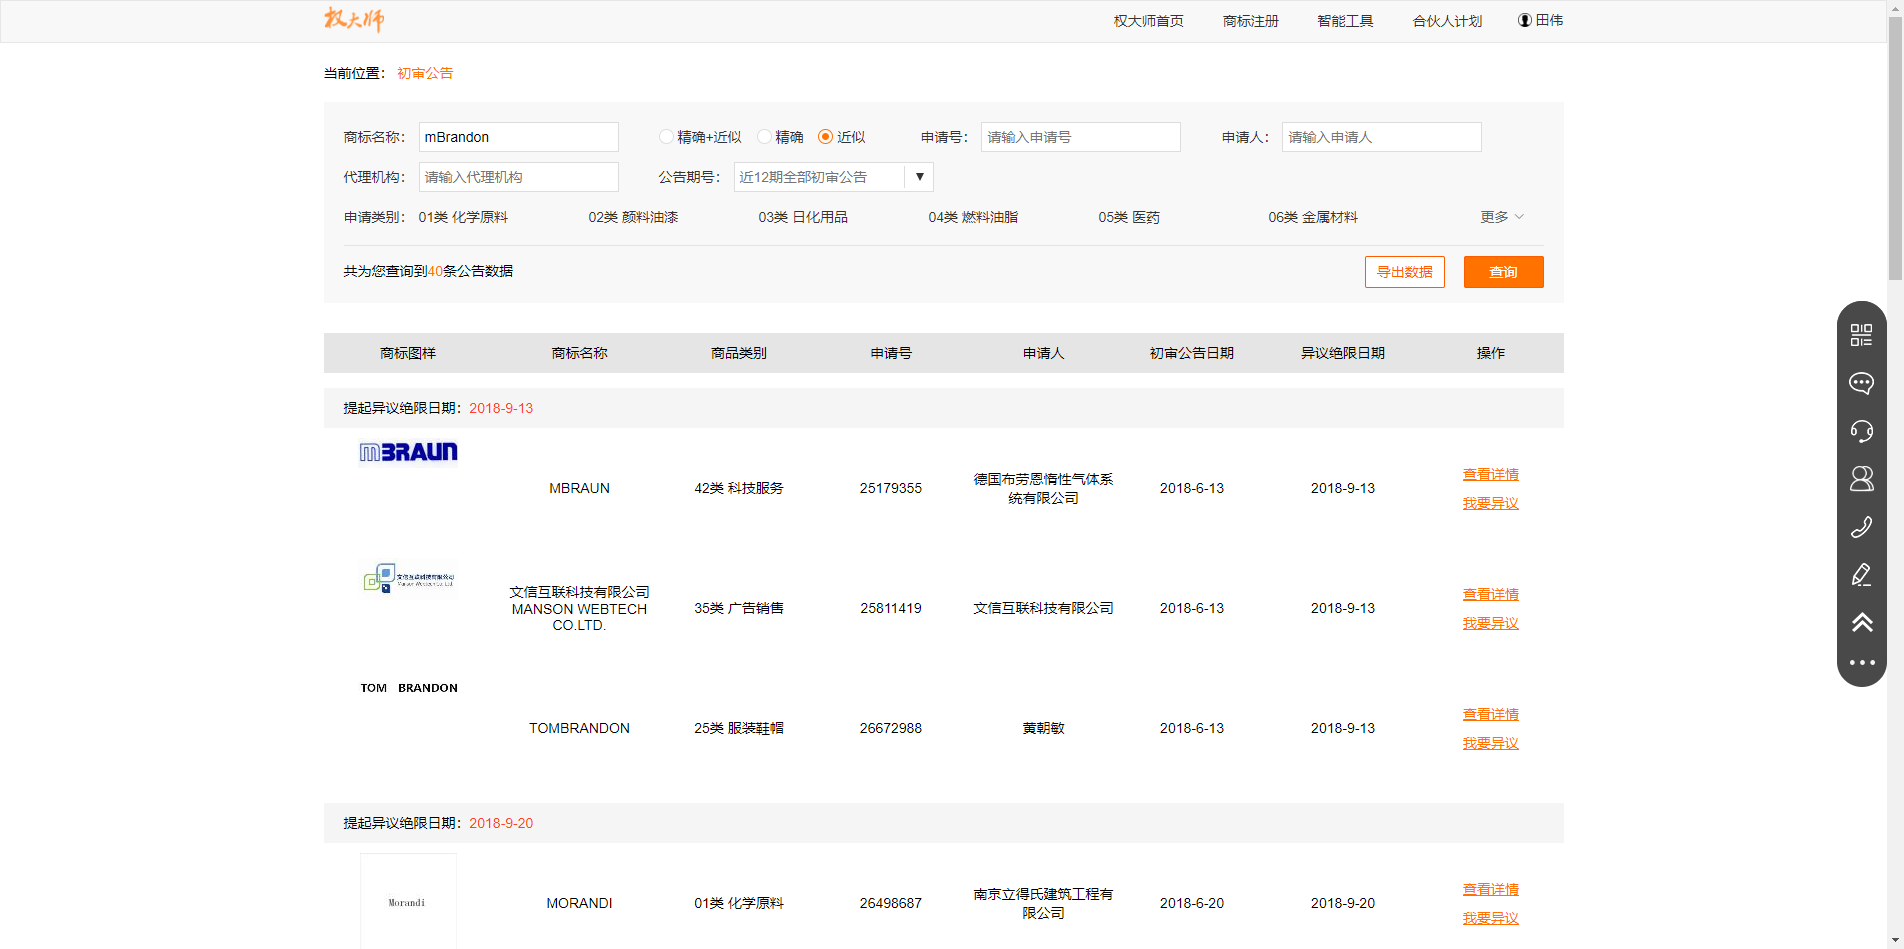 权大师 权大师首页 商标注册 智能工具 合伙人计划 田伟
当前位置： 初审公告
商标名称： mBrandon 精确+近似 精确 近似 申请号： 请输入申请号 申请人： 请输入申请人
代理机构： 请输入代理机构 公告期号： 近12期全部初审公告 ▼
申请类别： 01类 化学原料 02类 颜料油漆 03类 日化用品 04类 燃料油脂 05类 医药 06类 金属材料 更多
共为您查询到40条公告数据 导出数据 查询
商标图样 商标名称 商品类别 申请号 申请人 初审公告日期 异议绝限日期 操作
提起异议绝限日期：2018-9-13
mBRAUN
MBRAUN 42类 科技服务 25179355 德国布劳恩惰性气体系
统有限公司 2018-6-13 2018-9-13 查看详情
我要异议
文信互联科技有限公司
Manson Webtech Co. Ltd.
文信互联科技有限公司
MANSON WEBTECH
CO.LTD. 35类 广告销售 25811419 文信互联科技有限公司 2018-6-13 2018-9-13 查看详情
我要异议
TOM BRANDON
TOMBRANDON 25类 服装鞋帽 26672988 黄朝敏 2018-6-13 2018-9-13 查看详情
我要异议
提起异议绝限日期：2018-9-20
Morandi
MORANDI 01类 化学原料 26498687 南京立得氏建筑工程有
限公司 2018-6-20 2018-9-20 查看详情
我要异议